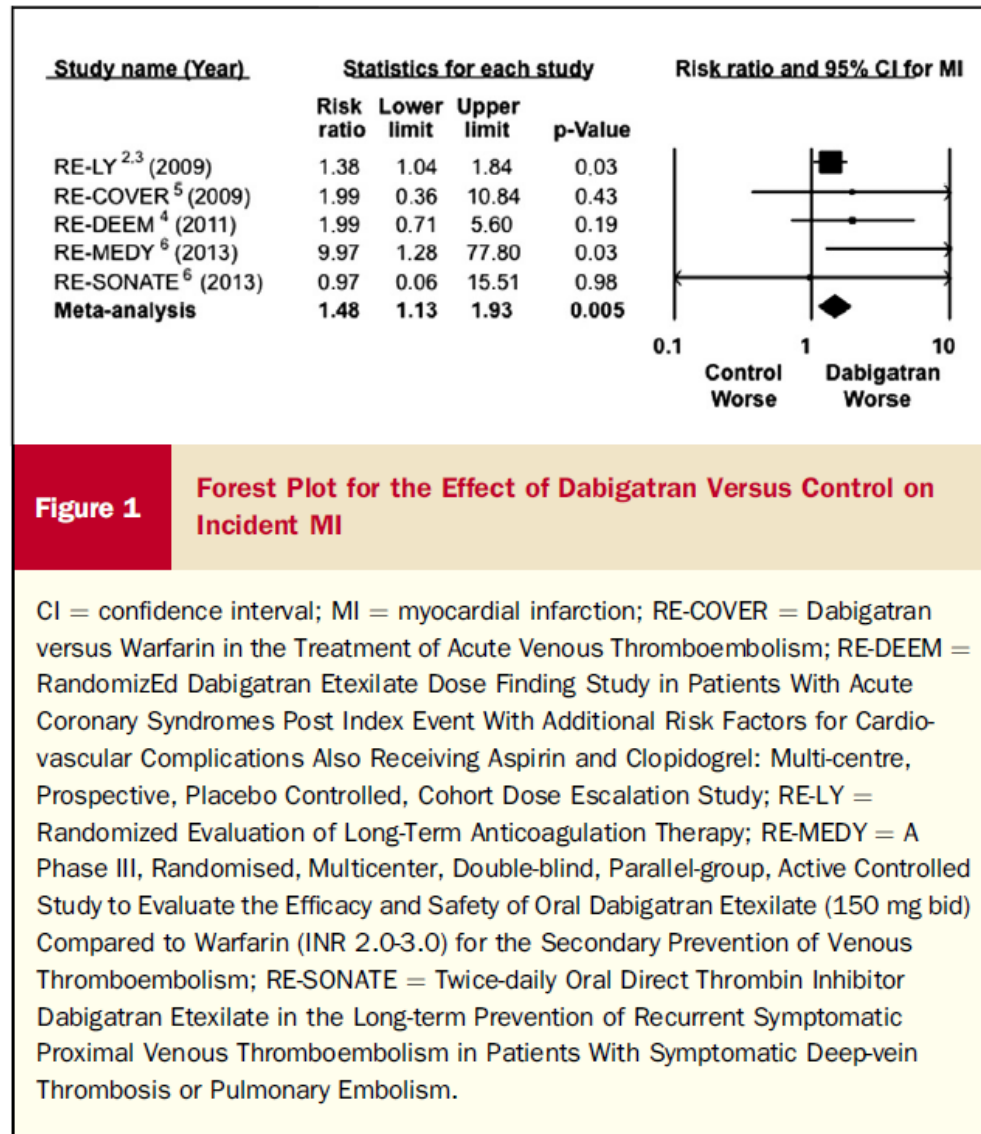 Study name (Year) Statistics for each study Risk ratio and 95% CI for MI
Risk ratio Lower limit Upper limit p-Value
RE-LY 2,3 (2009) 1.38 1.04 1.84 0.03
RE-COVER 5 (2009) 1.99 0.36 10.84 0.43
RE-DEEM 4 (2011) 1.99 0.71 5.60 0.19
RE-MEDY 6 (2013) 9.97 1.28 77.80 0.03
RE-SONATE 6 (2013) 0.97 0.06 15.51 0.98
Meta-analysis 1.48 1.13 1.93 0.005
0.1 1 10
Control Worse Dabigatran Worse
Figure 1
Forest Plot for the Effect of Dabigatran Versus Control on
Incident MI
CI = confidence interval; MI = myocardial infarction; RE-COVER = Dabigatran
versus Warfarin in the Treatment of Acute Venous Thromboembolism; RE-DEEM =
RandomizEd Dabigatran Etexilate Dose Finding Study in Patients With Acute
Coronary Syndromes Post Index Event With Additional Risk Factors for Cardio-
vascular Complications Also Receiving Aspirin and Clopidogrel: Multi-centre,
Prospective, Placebo Controlled, Cohort Dose Escalation Study; RE-LY =
Randomized Evaluation of Long-Term Anticoagulation Therapy; RE-MEDY = A
Phase III, Randomised, Multicenter, Double-blind, Parallel-group, Active Controlled
Study to Evaluate the Efficacy and Safety of Oral Dabigatran Etexilate (150 mg bid)
Compared to Warfarin (INR 2.0-3.0) for the Secondary Prevention of Venous
Thromboembolism; RE-SONATE = Twice-daily Oral Direct Thrombin Inhibitor
Dabigatran Etexilate in the Long-term Prevention of Recurrent Symptomatic
Proximal Venous Thromboembolism in Patients With Symptomatic Deep-vein
Thrombosis or Pulmonary Embolism.